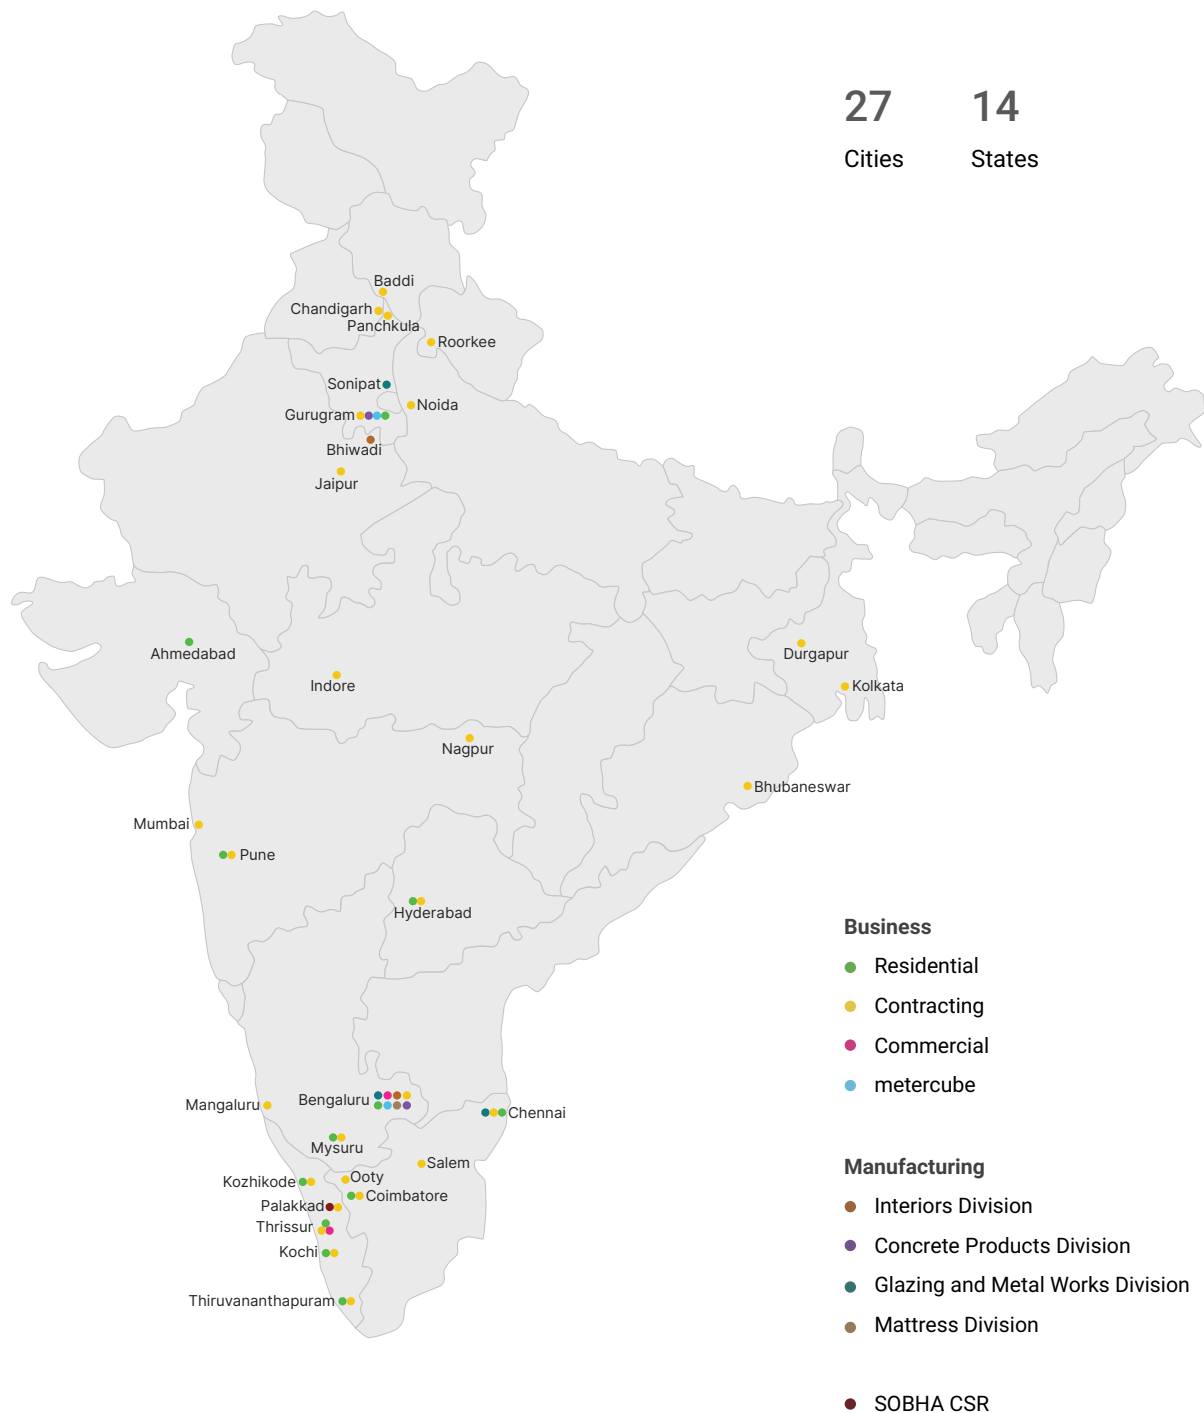 27 14
Cities States
Baddi
Chandigarh
Panchkula
Roorkee
Sonipat
Noida
Gurugram
Bhiwadi
Jaipur
Ahmedabad
Durgapur
Indore
Kolkata
Nagpur
Bhubaneswar
Mumbai
Pune
Hyderabad
Business
Residential
Contracting
Commercial
metercube
Bengaluru
Mangaluru
Chennai
Mysuru
Salem
Ooty
Kozhikode
Coimbatore
Palakkad
Thrissur
Kochi
Thiruvananthapuram
Manufacturing
Interiors Division
Concrete Products Division
Glazing and Metal Works Division
Mattress Division
SOBHA CSR